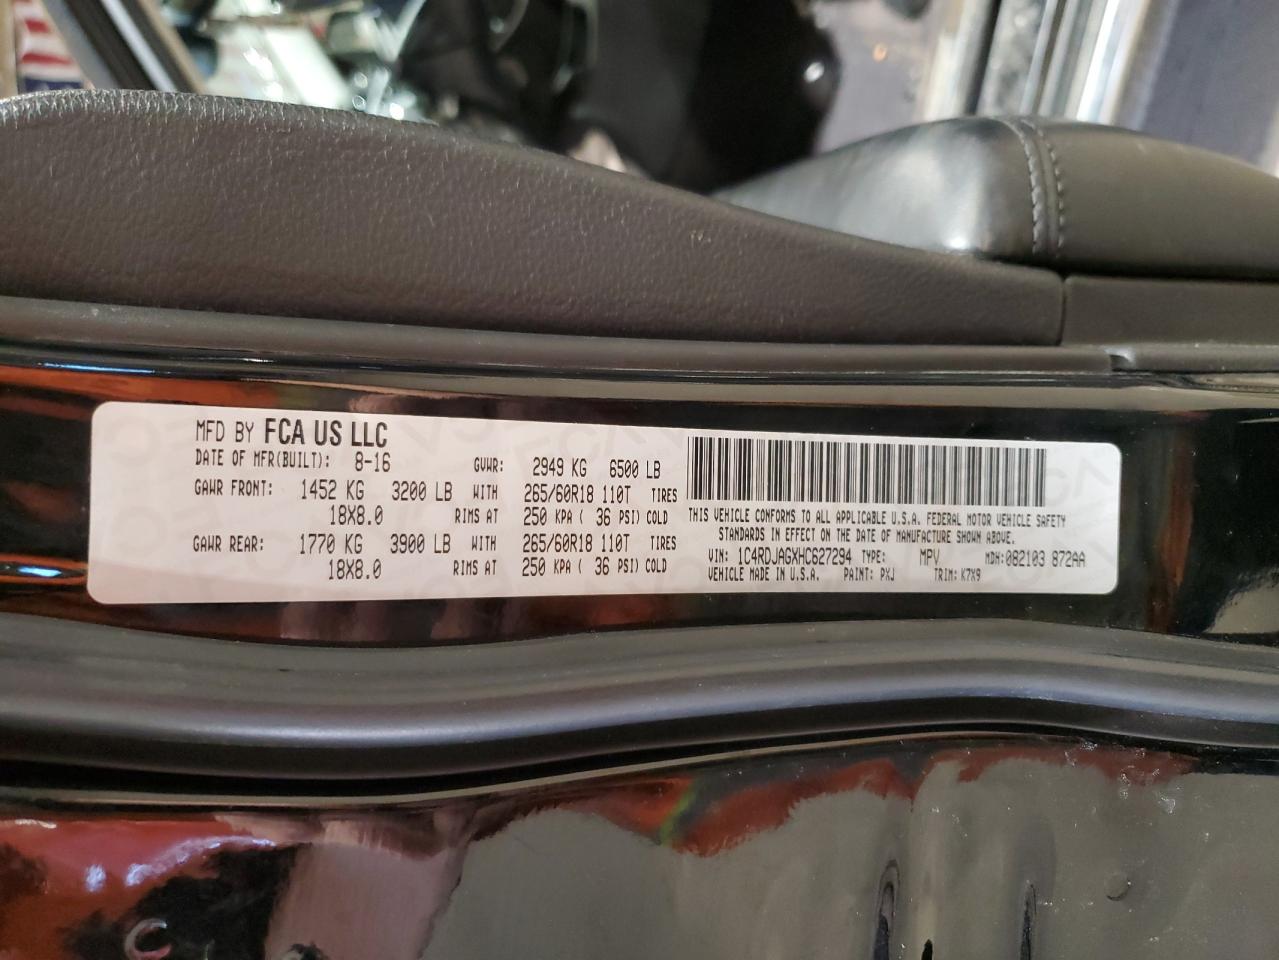 MFD BY FCA US LLC
DATE OF MFR(BUILT): 8-16 GVWR: 2949 KG 6500 LB
GAWR FRONT: 1452 KG 3200 LB WITH 265/60R18 110T TIRES
18X8.0 RIMS AT 250 KPA ( 36 PSI) COLD
GAWR REAR: 1770 KG 3900 LB WITH 265/60R18 110T TIRES
18X8.0 RIMS AT 250 KPA ( 36 PSI) COLD
THIS VEHICLE CONFORMS TO ALL APPLICABLE U.S.A. FEDERAL MOTOR VEHICLE SAFETY
STANDARDS IN EFFECT ON THE DATE OF MANUFACTURE SHOWN ABOVE.
VIN: 1C4RDJAGXHC627294 TYPE: MPV MDH: 082103 872AA
VEHICLE MADE IN U.S.A. PAINT: PXJ TRIM: K7X9